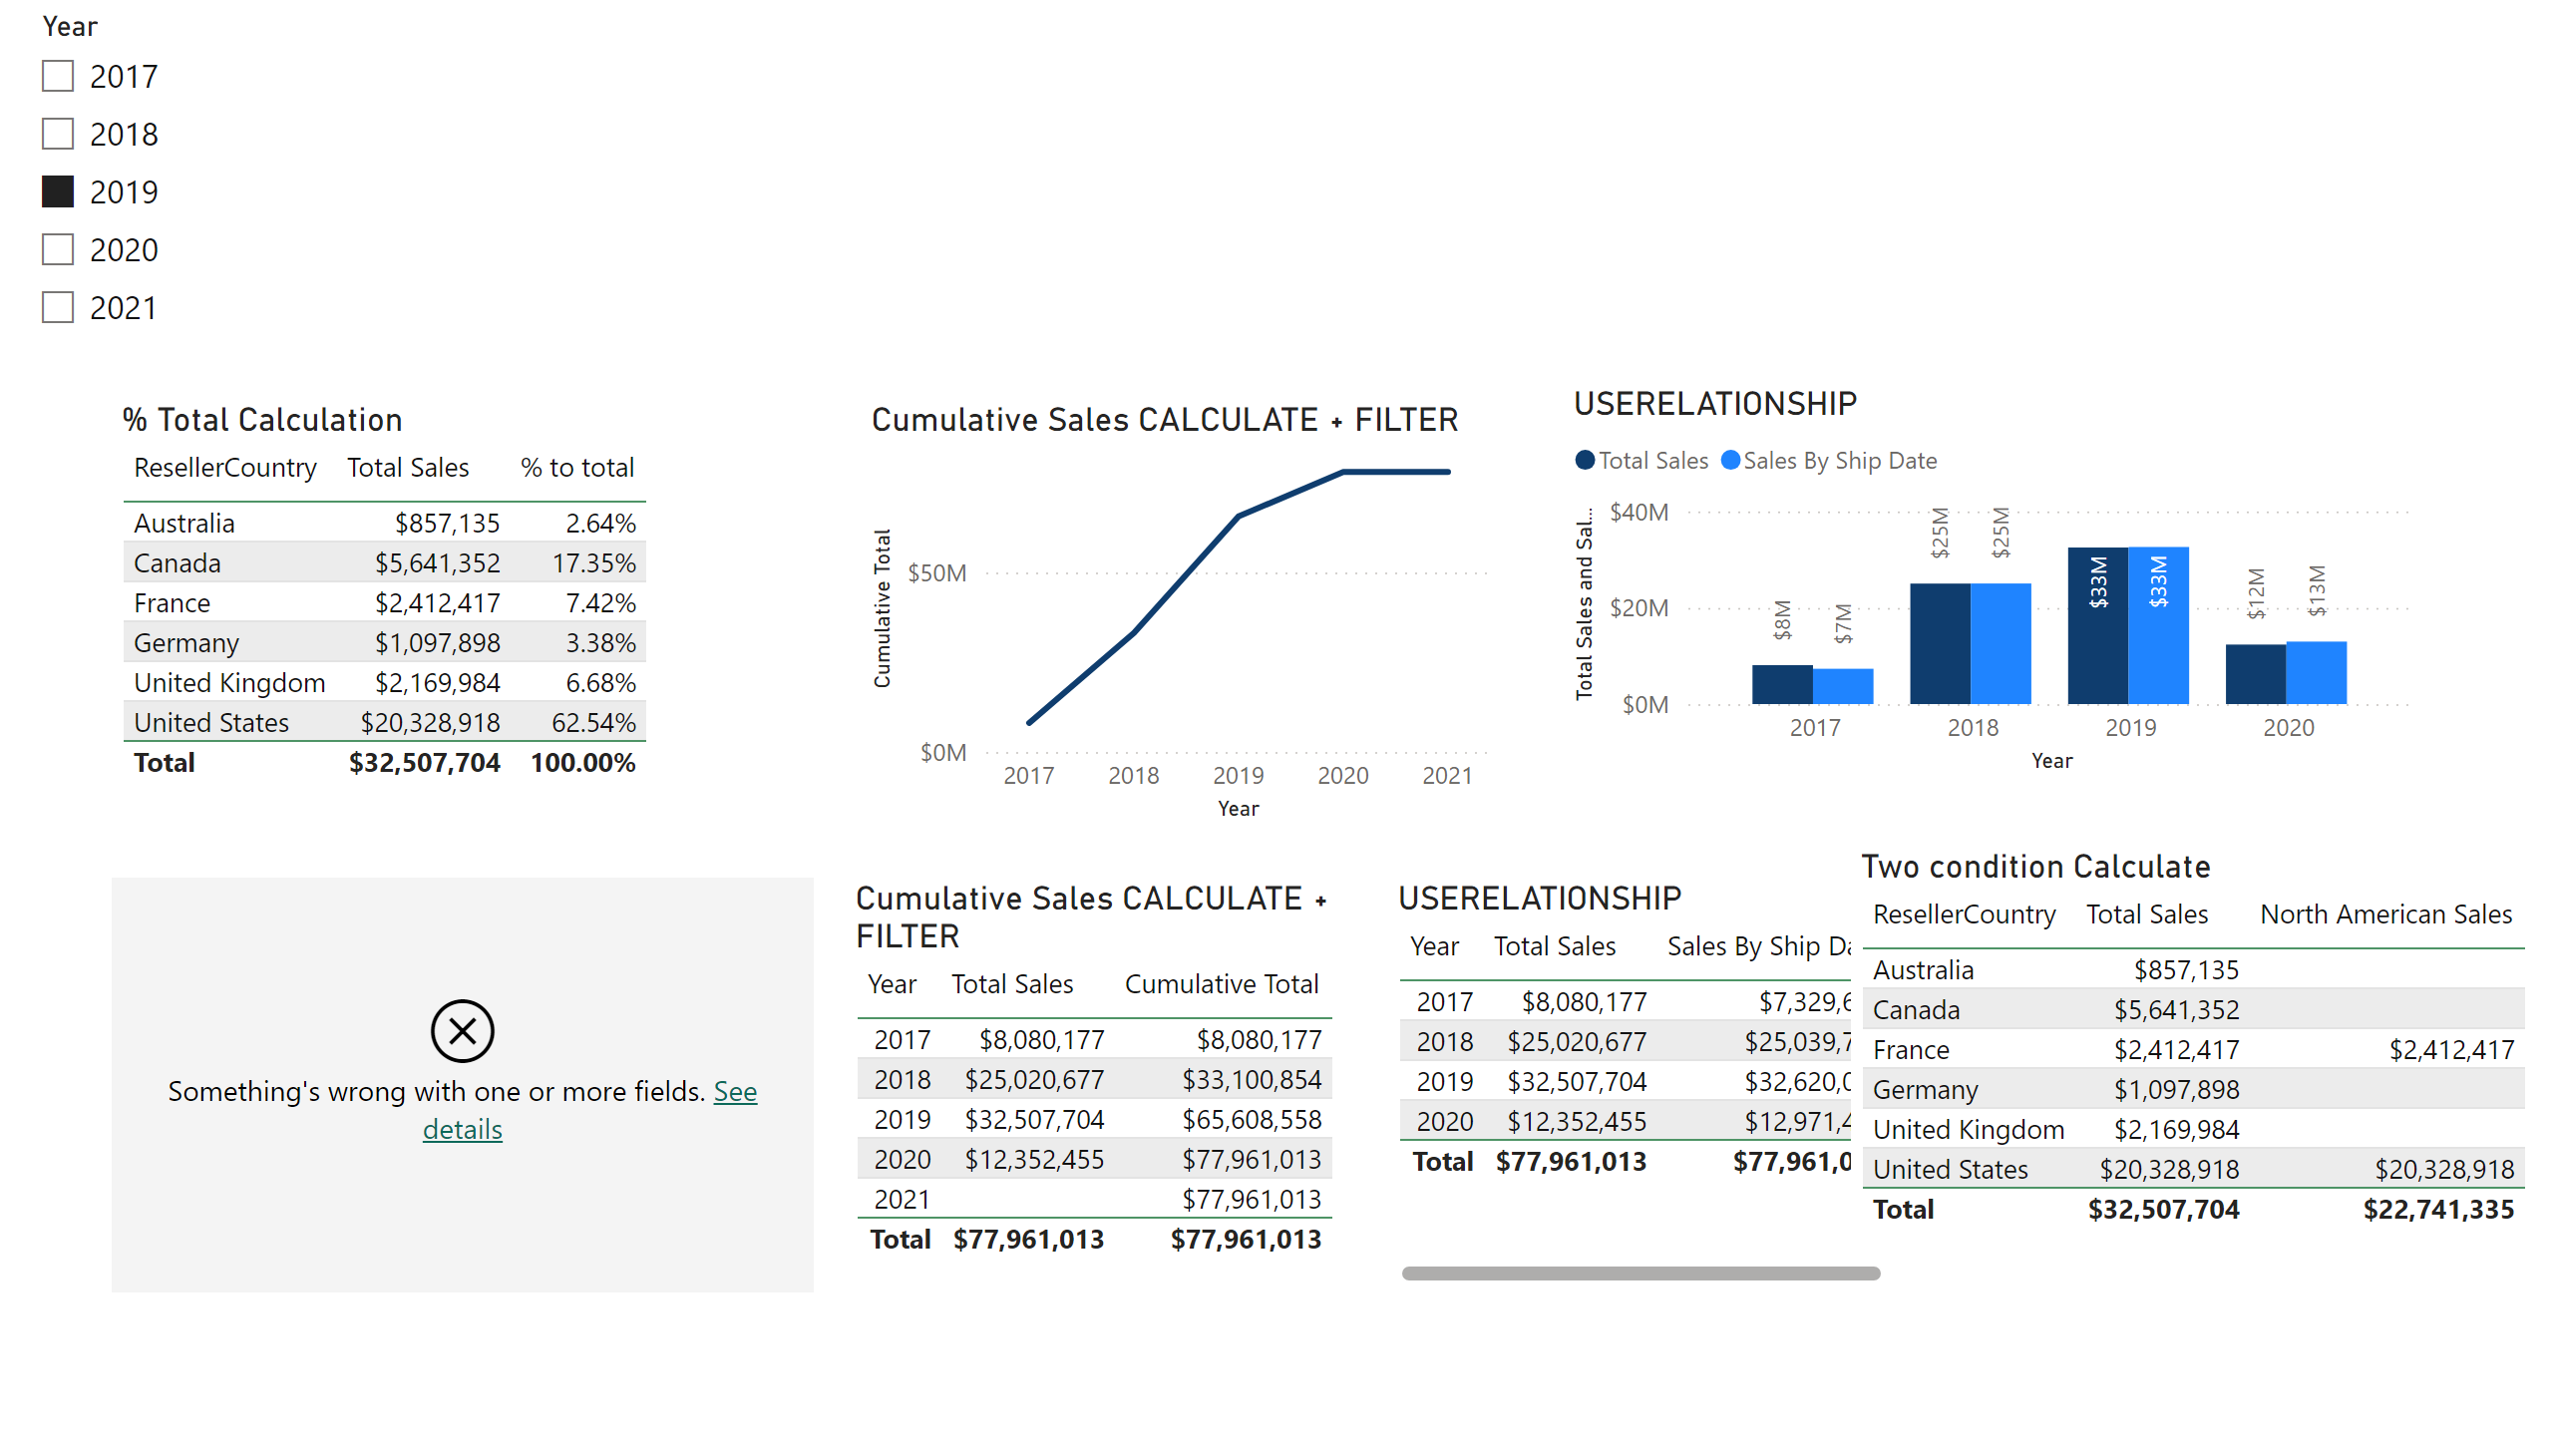 Year
2017
2018
2019
2020
2021
% Total Calculation
ResellerCountry Total Sales % to total
Australia $857,135 2.64%
Canada $5,641,352 17.35%
France $2,412,417 7.42%
Germany $1,097,898 3.38%
United Kingdom $2,169,984 6.68%
United States $20,328,918 62.54%
Total $32,507,704 100.00%
Cumulative Sales CALCULATE + FILTER
Cumulative Total
$50M
$0M
2017 2018 2019 2020 2021
Year
USERELATIONSHIP
Total Sales Sales By Ship Date
Total Sales and Sal...
$40M
$20M
$0M
$8M $7M $25M $25M $33M $33M $12M $13M
2017 2018 2019 2020
Year
Something's wrong with one or more fields. See
details
Cumulative Sales CALCULATE +
FILTER
Year Total Sales Cumulative Total
2017 $8,080,177 $8,080,177
2018 $25,020,677 $33,100,854
2019 $32,507,704 $65,608,558
2020 $12,352,455 $77,961,013
2021 $77,961,013
Total $77,961,013 $77,961,013
USERELATIONSHIP
Year Total Sales Sales By Ship Da
2017 $8,080,177 $7,329,6
2018 $25,020,677 $25,039,7
2019 $32,507,704 $32,620,0
2020 $12,352,455 $12,971,4
Total $77,961,013 $77,961,0
Two condition Calculate
ResellerCountry Total Sales North American Sales
Australia $857,135
Canada $5,641,352
France $2,412,417 $2,412,417
Germany $1,097,898
United Kingdom $2,169,984
United States $20,328,918 $20,328,918
Total $32,507,704 $22,741,335